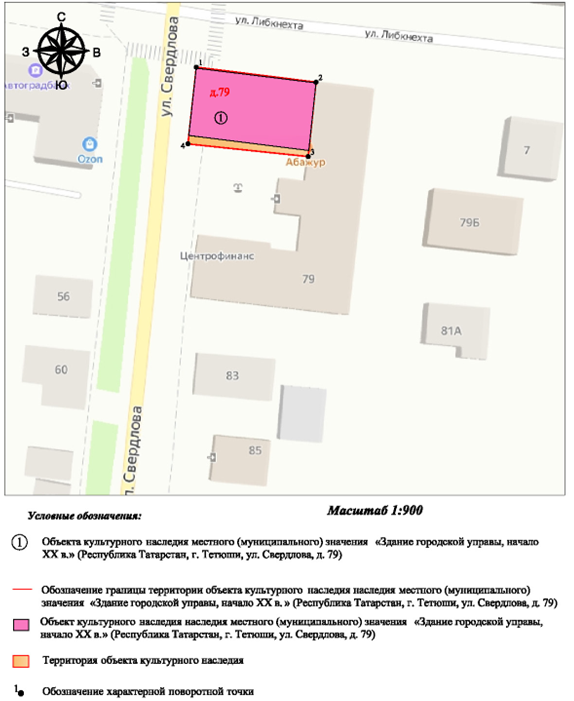 ул. Либкнехта
ул. Либкнехта
С
З
В
Ю
ул. Свердлова
1
2
д.79
1
4
3
Абажур
автоградбанк
Ozon
7
79Б
Центрофинанс
79
56
81А
60
83
85
л. Свердлова
Масштаб 1:900
Условные обозначения:
1 Объекта культурного наследия местного (муниципального) значения «Здание городской управы, начало
XX в.» (Республика Татарстан, г. Тетюши, ул. Свердлова, д. 79)
Обозначение границы территории объекта культурного наследия наследия местного (муниципального)
значения «Здание городской управы, начало XX в. » (Республика Татарстан, г. Тетюши, ул. Свердлова, д. 79)
Объект культурного наследия наследия местного (муниципального) значения «Здание городской управы,
начало XX в.» (Республика Татарстан, г. Тетюши, ул. Свердлова, д. 79)
Территория объекта культурного наследия
1 Обозначение характерной поворотной точки